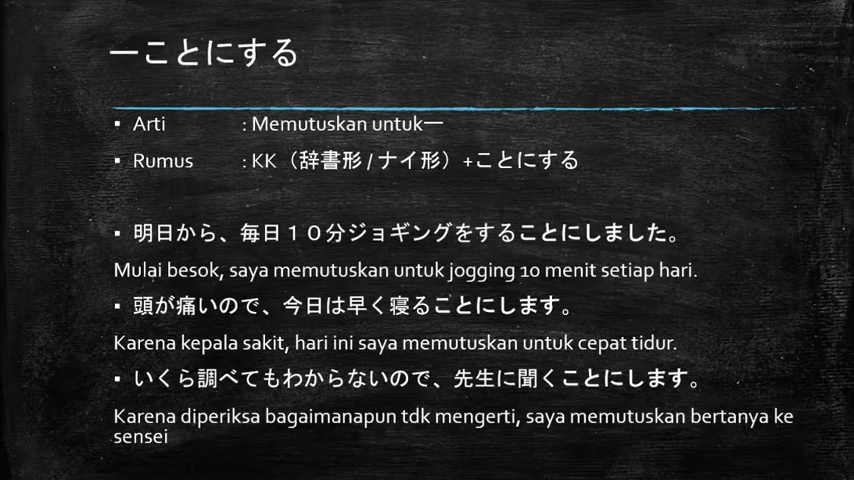 一ことにする
▪ Arti : Memutuskan untuk一
▪ Rumus : KK（辞書形 / ナイ形）+ことにする
▪ 明日から、毎日１０分ジョギングをすることにしました。
Mulai besok, saya memutuskan untuk jogging 10 menit setiap hari.
▪ 頭が痛いので、今日は早く寝ることにします。
Karena kepala sakit, hari ini saya memutuskan untuk cepat tidur.
▪ いくら調べてもわからないので、先生に聞くことにします。
Karena diperiksa bagaimanapun tdk mengerti, saya memutuskan bertanya ke
sensei